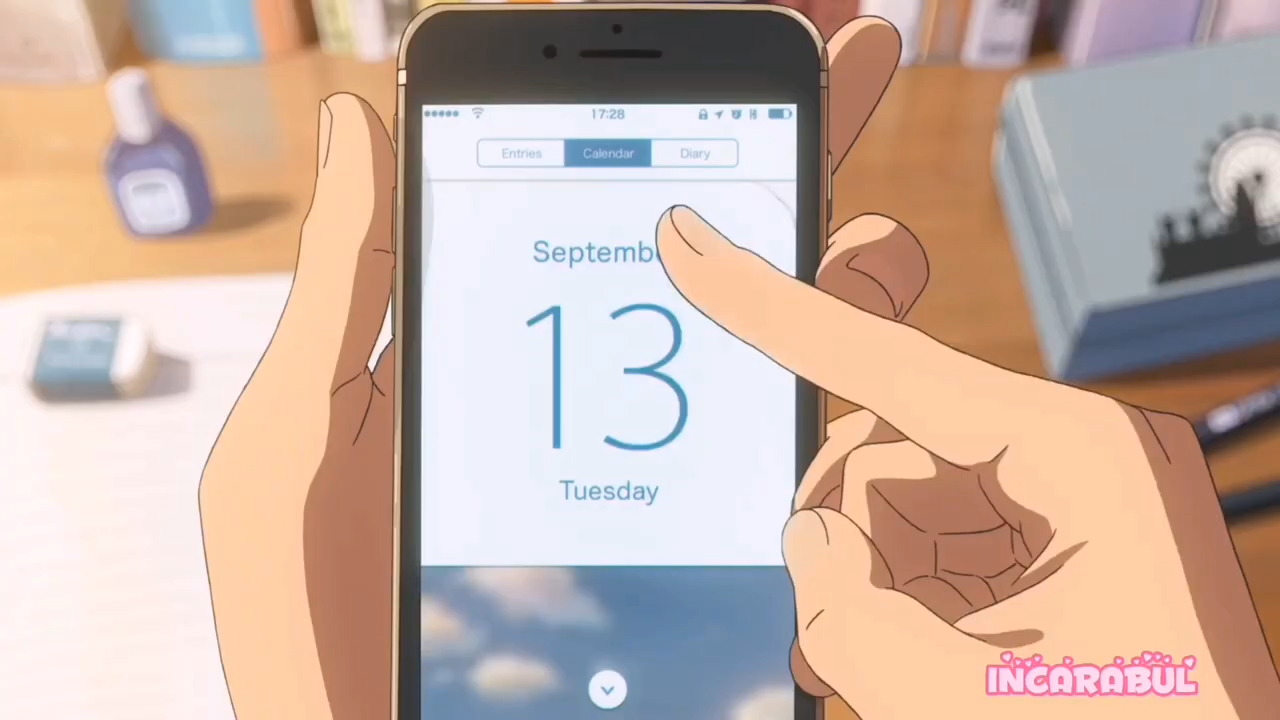 17:28
Entries Calendar Diary
Septemb
13
Tuesday
INCARABUL